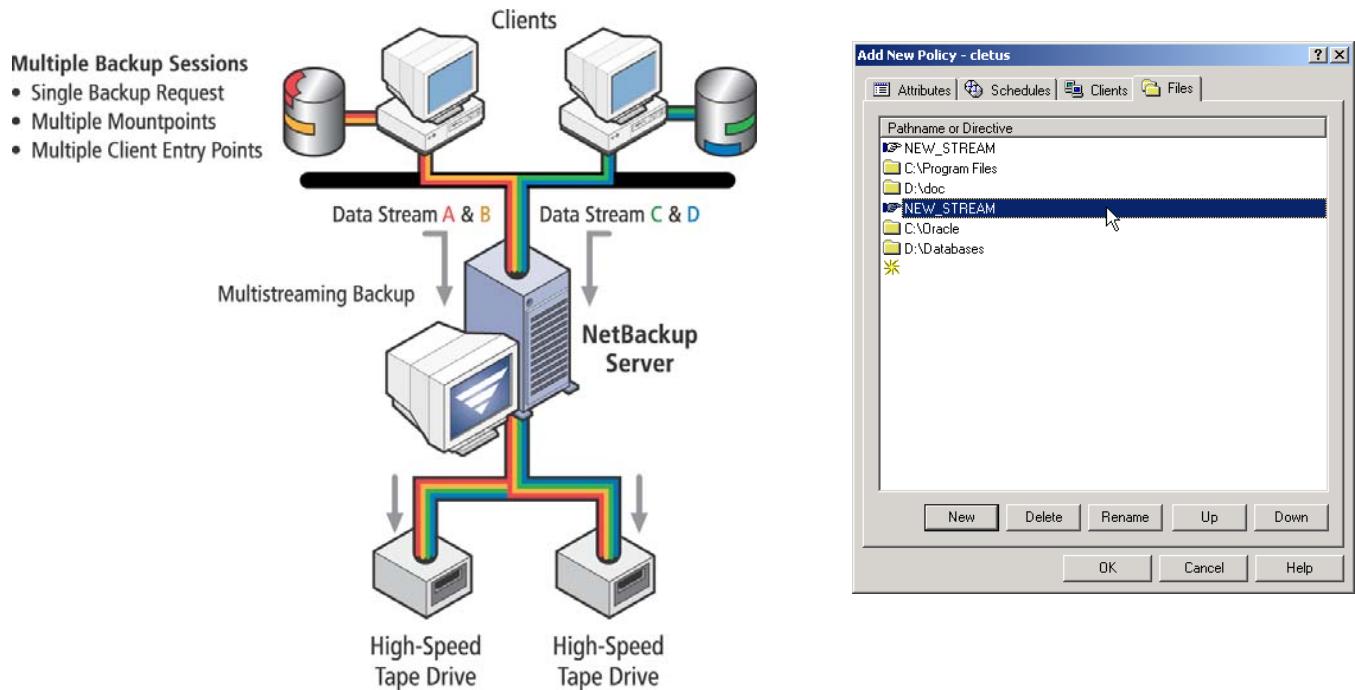 Clients
Multiple Backup Sessions
• Single Backup Request
• Multiple Mountpoints
• Multiple Client Entry Points
Data Stream A & B
Data Stream C & D
Multistreaming Backup
NetBackup
Server
High-Speed
Tape Drive
High-Speed
Tape Drive
Add New Policy - cletus
Attributes
Schedules
Clients
Files
Pathname or Directive
NEW_STREAM
C:\Program Files
D:\doc
NEW_STREAM
C:\Oracle
D:\Databases
New
Delete
Rename
Up
Down
OK
Cancel
Help